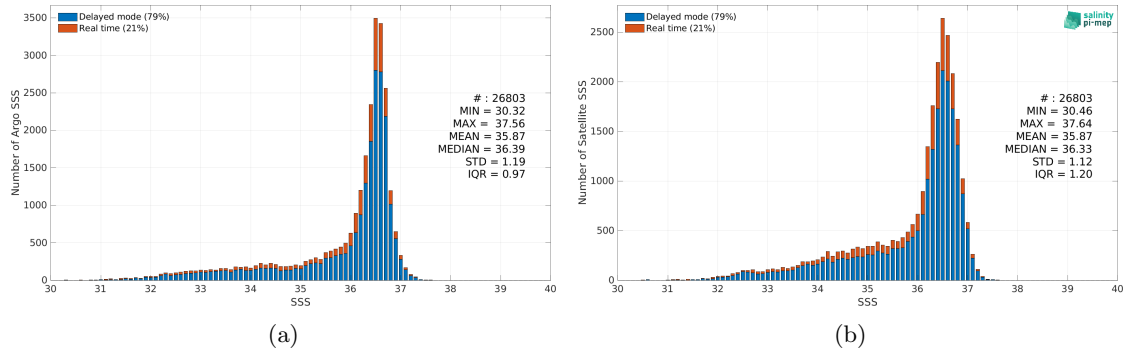 Delayed mode (79%)
Real time (21%)
Number of Argo SSS
3500
3000
2500
2000
1500
1000
500
0
# : 26803
MIN = 30.32
MAX = 37.56
MEAN = 35.87
MEDIAN = 36.39
STD = 1.19
IQR = 0.97
30 31 32 33 34 35 36 37 38 39 40
SSS
(a)
Delayed mode (79%)
Real time (21%)
salinity
pi-mep
Number of Satellite SSS
2500
2000
1500
1000
500
0
# : 26803
MIN = 30.46
MAX = 37.64
MEAN = 35.87
MEDIAN = 36.33
STD = 1.12
IQR = 1.20
30 31 32 33 34 35 36 37 38 39 40
SSS
(b)